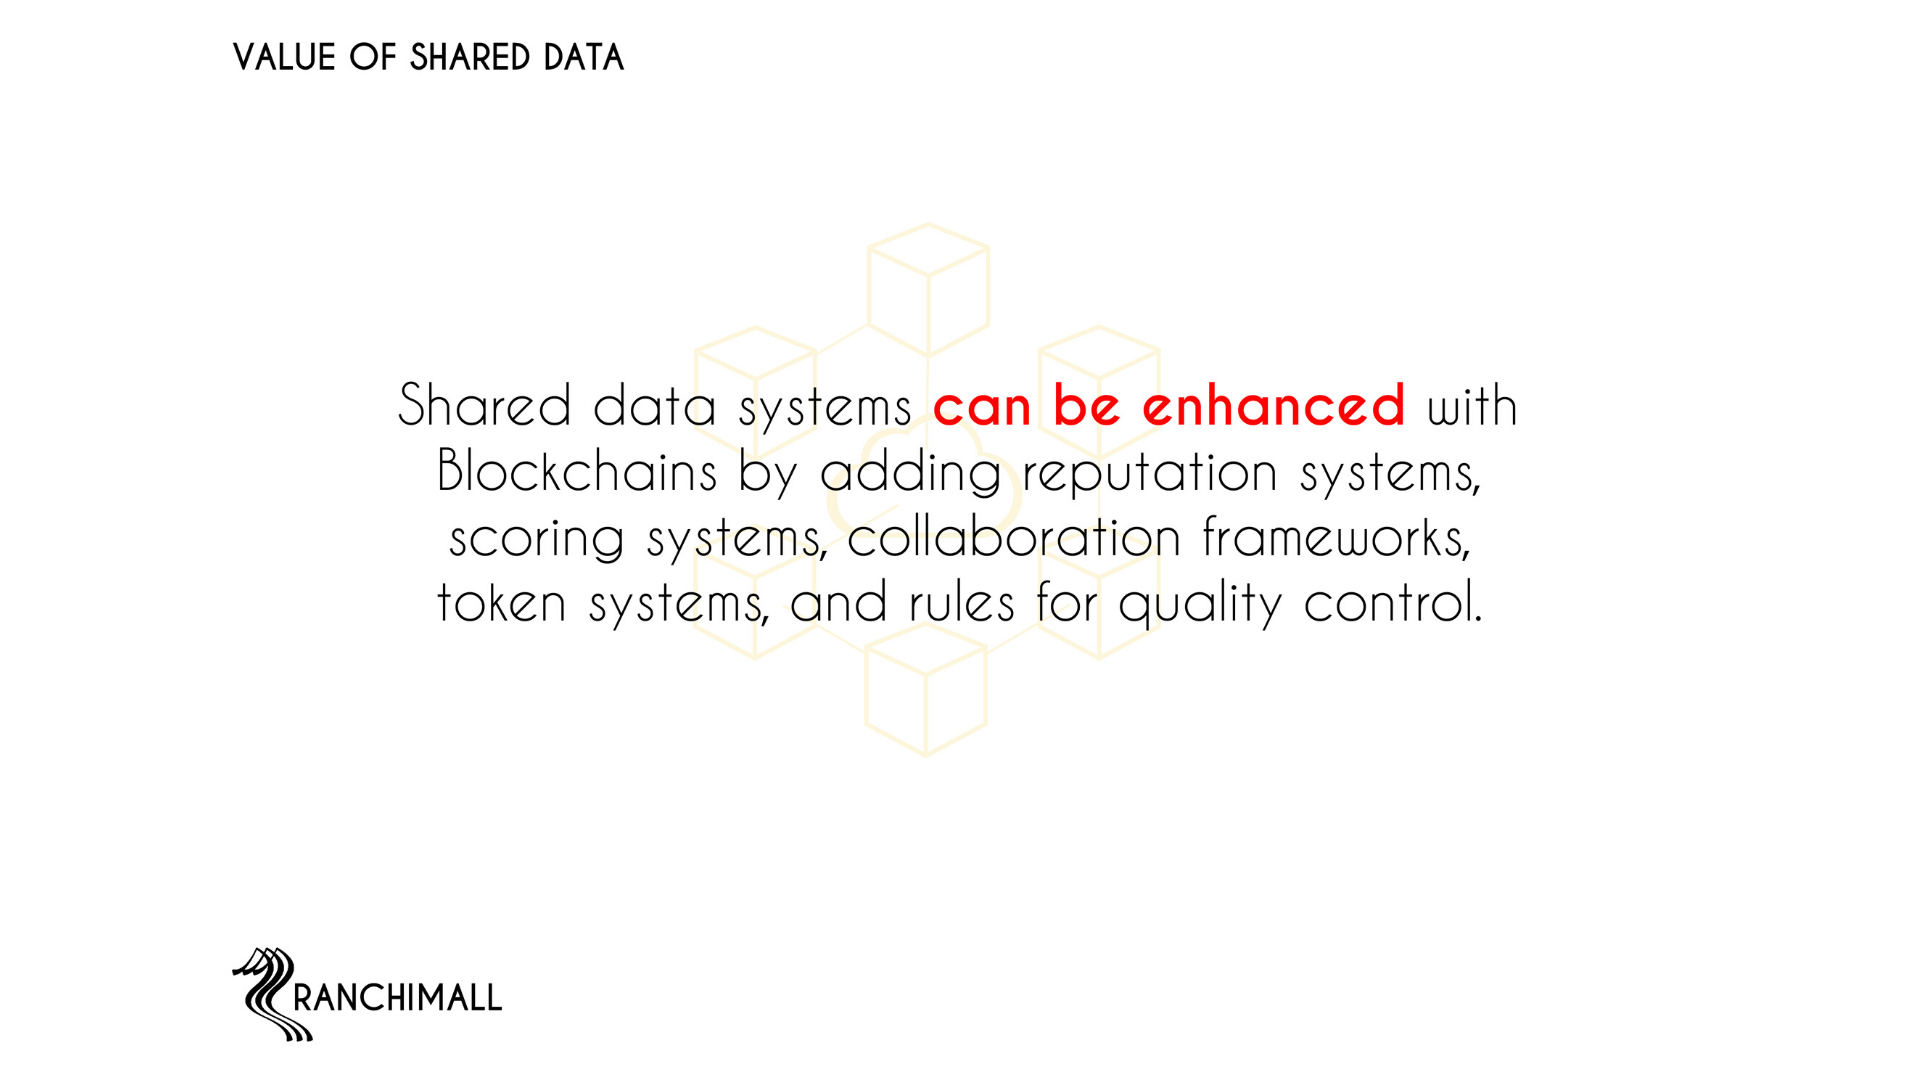 VALUE OF SHARED DATA
Shared data systems can be enhanced with
Blockchains by adding reputation systems,
scoring systems, collaboration frameworks,
token systems, and rules for quality control.
RANCHIMALL